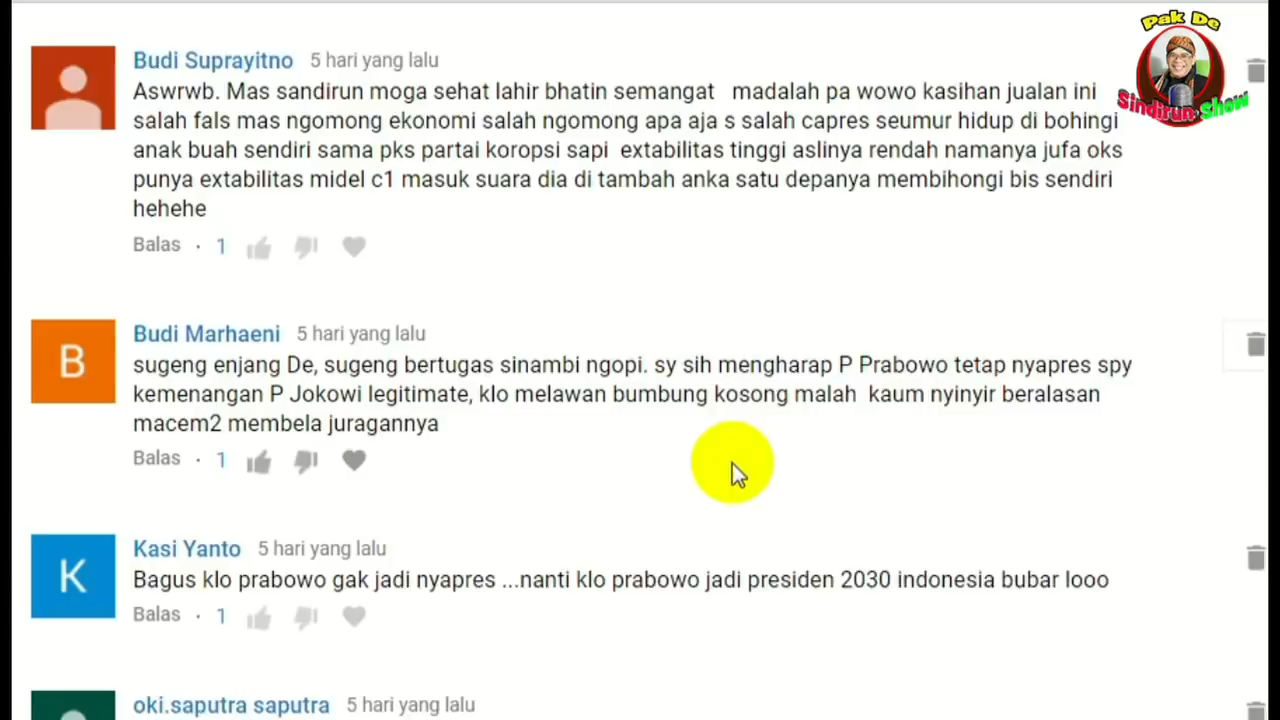 Pak De
Sindirun Show
Budi Suprayitno 5 hari yang lalu
Aswrwb. Mas sandirun moga sehat lahir bhatin semangat madalah pa wowo kasihan jualan ini
salah fals mas ngomong ekonomi salah ngomong apa aja s salah capres seumur hidup di bohingi
anak buah sendiri sama pks partai koropsi sapi extabilitas tinggi aslinya rendah namanya jufa oks
punya extabilitas midel c1 masuk suara dia di tambah anka satu depanya membihongi bis sendiri
hehehe
Balas · 1
B
Budi Marhaeni 5 hari yang lalu
sugeng enjang De, sugeng bertugas sinambi ngopi. sy sih mengharap P Prabowo tetap nyapres spy
kemenangan P Jokowi legitimate, klo melawan bumbung kosong malah kaum nyinyir beralasan
macem2 membela juragannya
Balas · 1
K
Kasi Yanto 5 hari yang lalu
Bagus klo prabowo gak jadi nyapres ...nanti klo prabowo jadi presiden 2030 indonesia bubar looo
Balas · 1
oki.saputra saputra 5 hari yang lalu